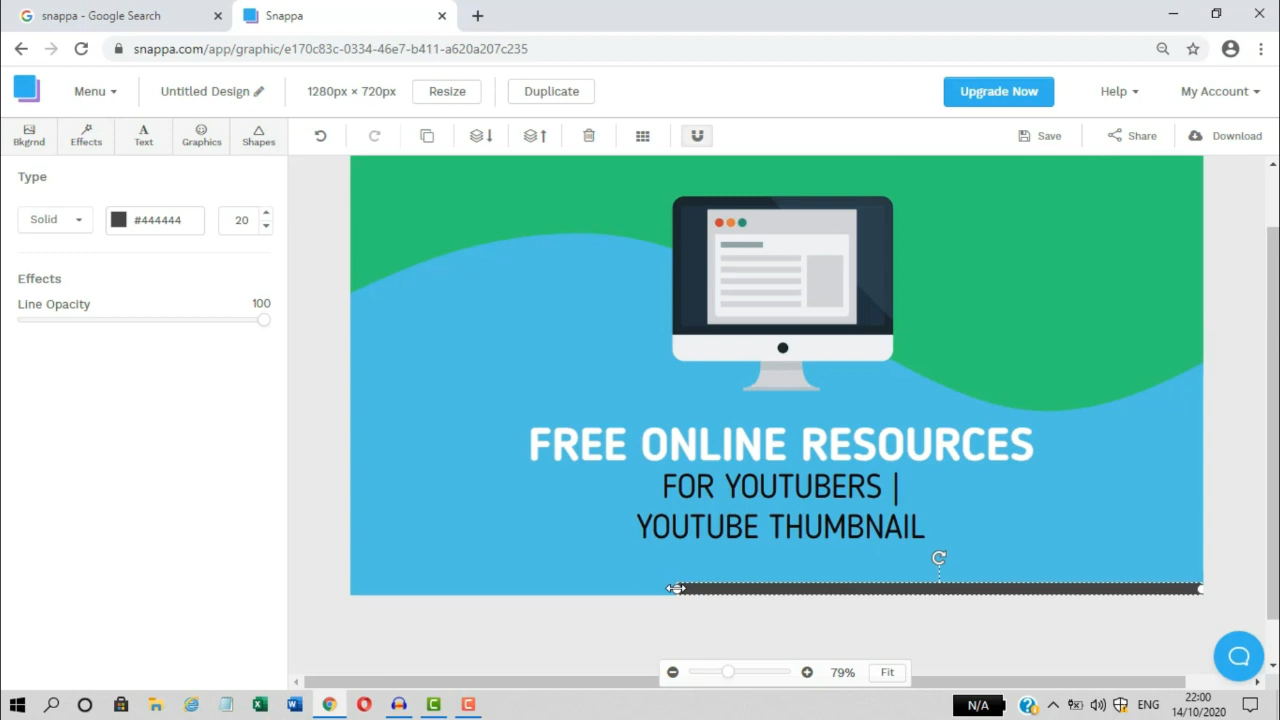 snappa - Google Search
Snappa
snappa.com/app/graphic/e170c83c-0334-46e7-b411-a620a207c235
Menu
Untitled Design
1280px × 720px
Resize
Duplicate
Upgrade Now
Help
My Account
Bkgrnd
Effects
Text
Graphics
Shapes
Save
Share
Download
Type
Solid
#444444
20
Effects
Line Opacity
100
FREE ONLINE RESOURCES
FOR YOUTUBERS |
YOUTUBE THUMBNAIL
79%
Fit
N/A
ENG
22:00
14/10/2020